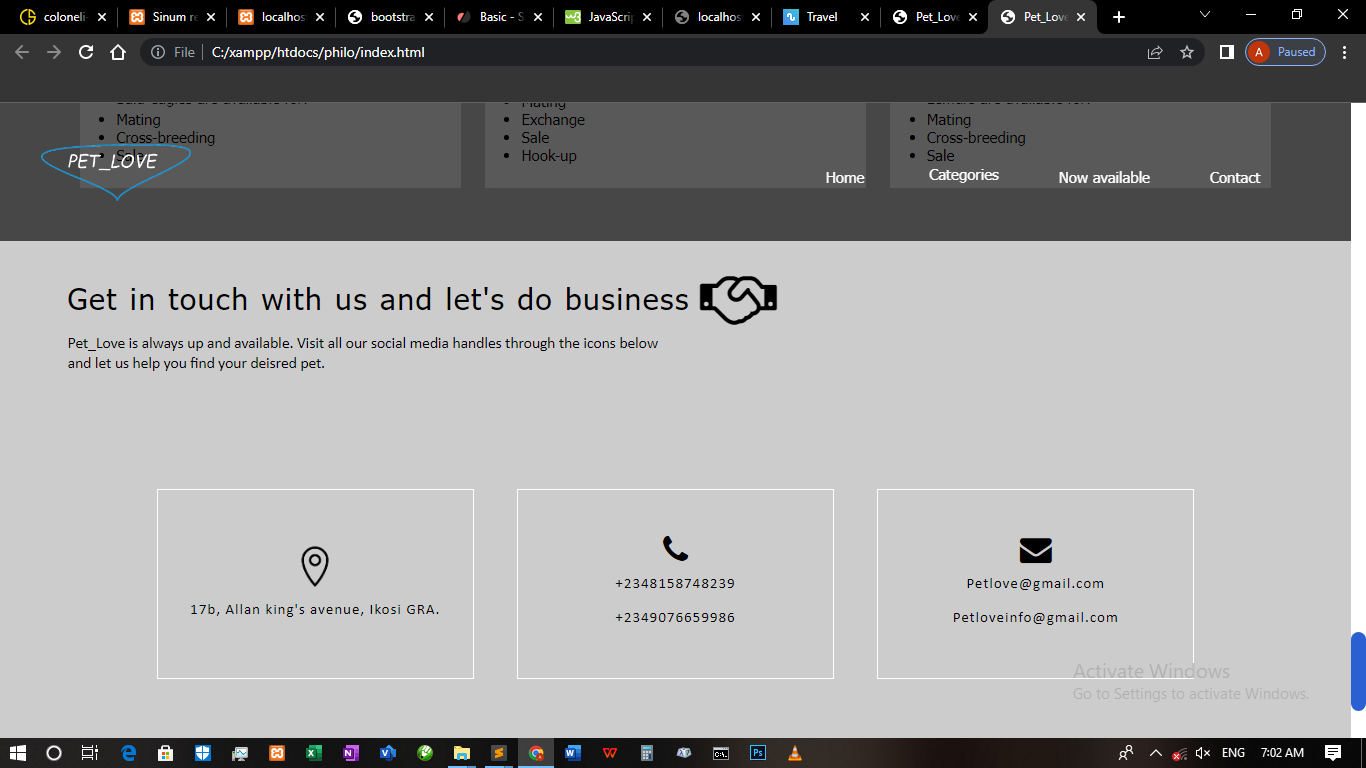 coloneli-
Sinum re
localhos
bootstra
Basic - S
JavaScrip
localhos
Travel
Pet_Love
Pet_Love
File
C:/xampp/htdocs/philo/index.html
A
Paused
Mating
Cross-breeding
Sale
Mating
Exchange
Sale
Hook-up
Lemurs are available for:
Mating
Cross-breeding
Sale
PET_LOVE
Home
Categories
Now available
Contact
Get in touch with us and let's do business
Pet_Love is always up and available. Visit all our social media handles through the icons below
and let us help you find your deisred pet.
17b, Allan king's avenue, Ikosi GRA.
+2348158748239
+2349076659986
Petlove@gmail.com
Petloveinfo@gmail.com
Activate Windows
Go to Settings to activate Windows.
ENG
7:02 AM